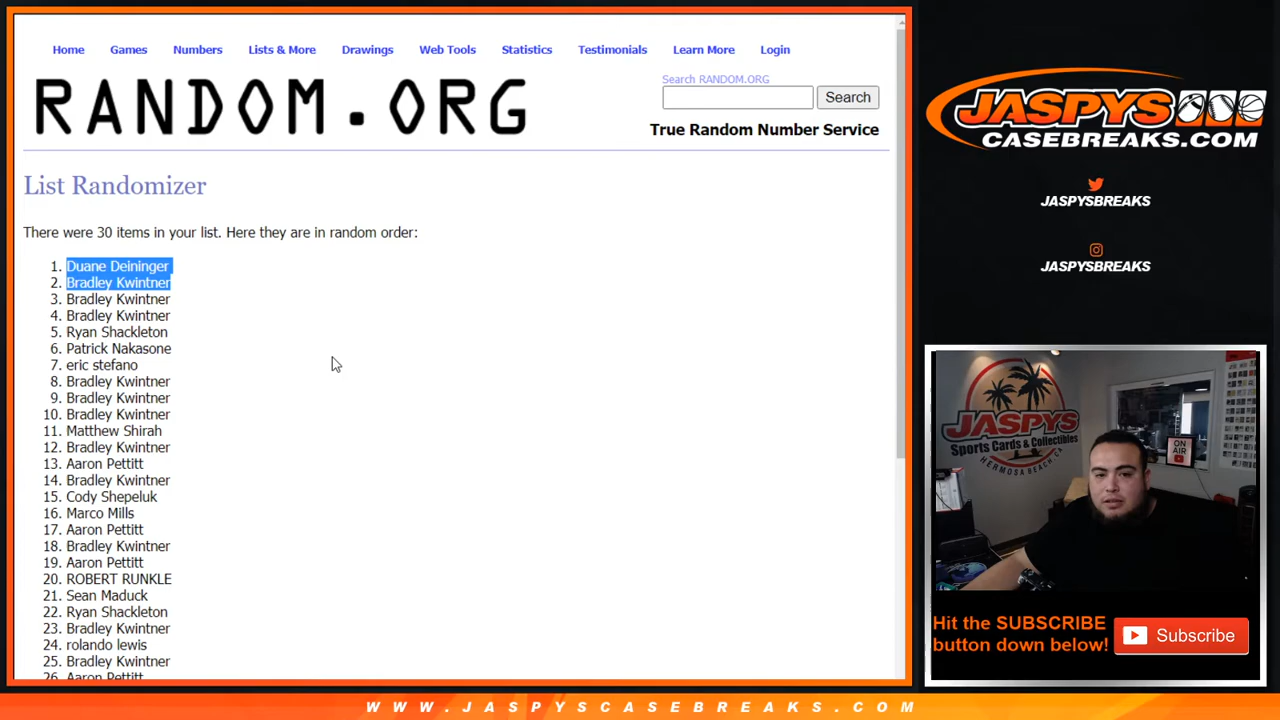 Home Games Numbers Lists & More Drawings Web Tools Statistics Testimonials Learn More Login
RANDOM.ORG
Search RANDOM.ORG
Search
True Random Number Service
List Randomizer
There were 30 items in your list. Here they are in random order:
1. Duane Deininger
2. Bradley Kwintner
3. Bradley Kwintner
4. Bradley Kwintner
5. Ryan Shackleton
6. Patrick Nakasone
7. eric stefano
8. Bradley Kwintner
9. Bradley Kwintner
10. Bradley Kwintner
11. Matthew Shirah
12. Bradley Kwintner
13. Aaron Pettitt
14. Bradley Kwintner
15. Cody Shepeluk
16. Marco Mills
17. Aaron Pettitt
18. Bradley Kwintner
19. Aaron Pettitt
20. ROBERT RUNKLE
21. Sean Maduck
22. Ryan Shackleton
23. Bradley Kwintner
24. rolando lewis
25. Bradley Kwintner
26. Aaron Pettitt
JASPYS
CASEBREAKS.COM
JASPYSBREAKS
JASPYSBREAKS
JASPYS
Sports Cards & Collectibles
HERMOSA BEACH, CA
ON AIR
Hit the SUBSCRIBE
button down below!
Subscribe
WWW.JASPYSCASEBREAKS.COM